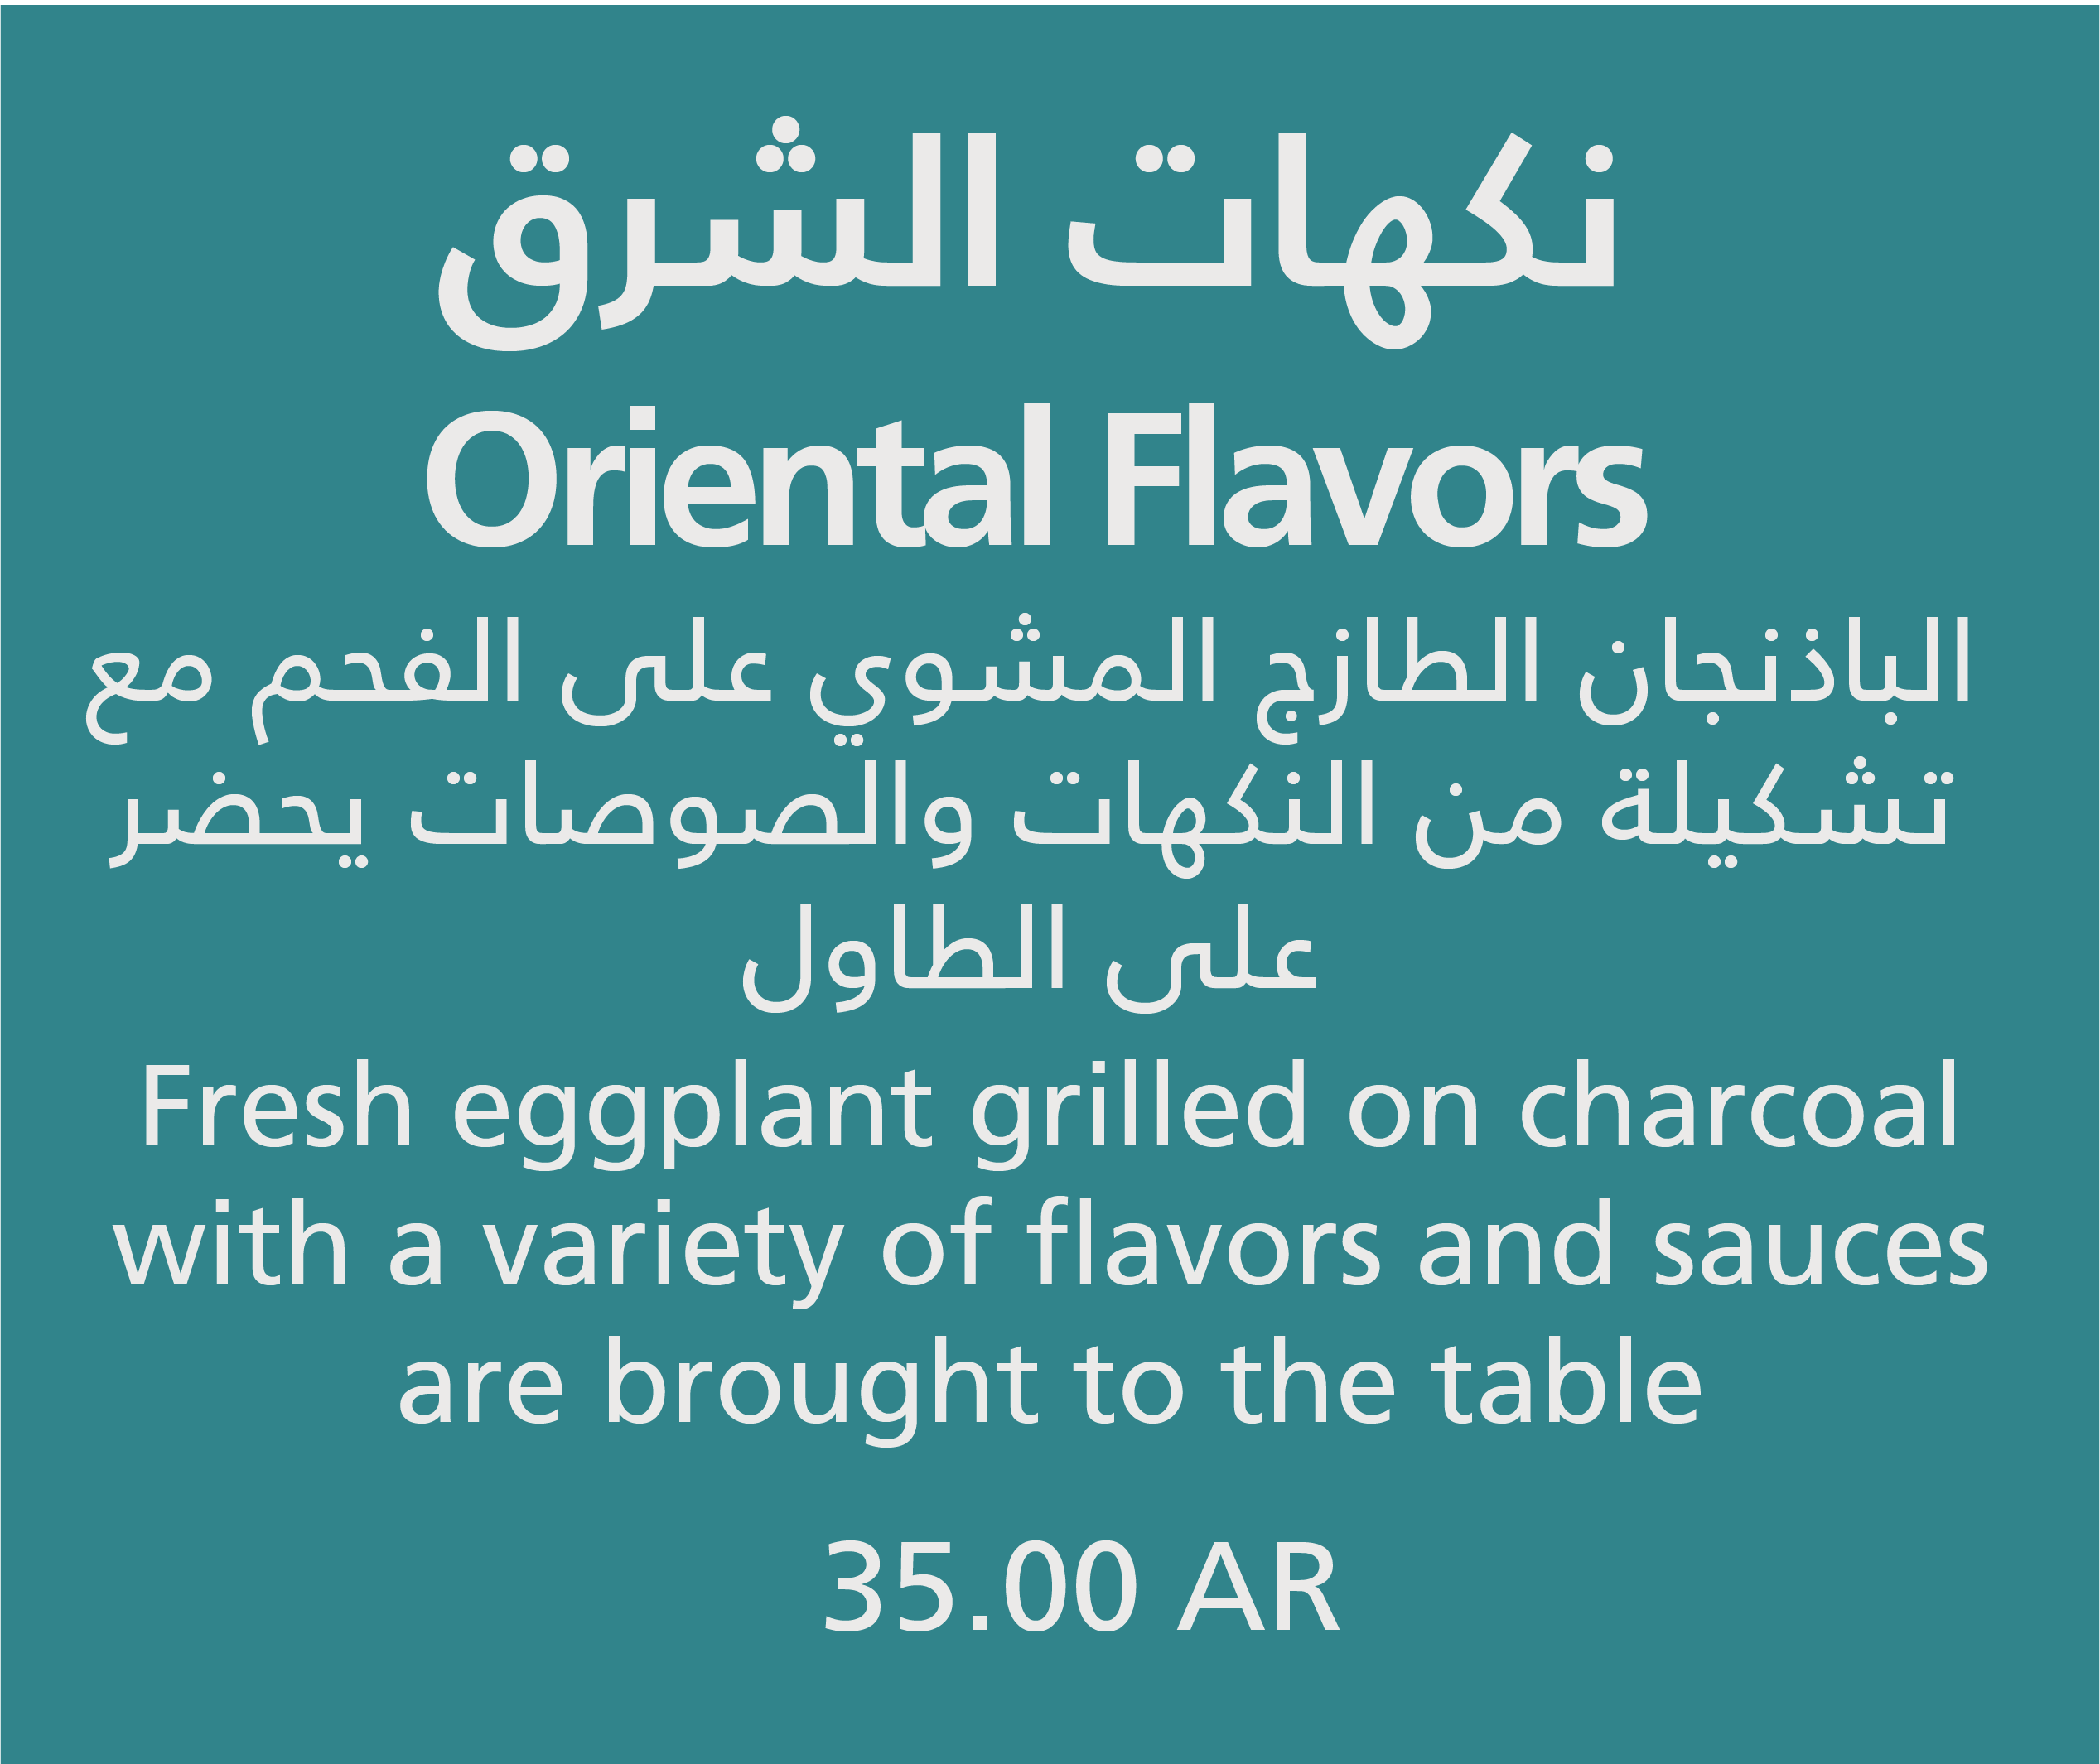 نكهات الشرق
Oriental Flavors
الباذنجان الطازج المشوي على الفحم مع
تشكيلة من النكهات والصوصات يحضر
على الطاول
Fresh eggplant grilled on charcoal
with a variety of flavors and sauces
are brought to the table
35.00 AR